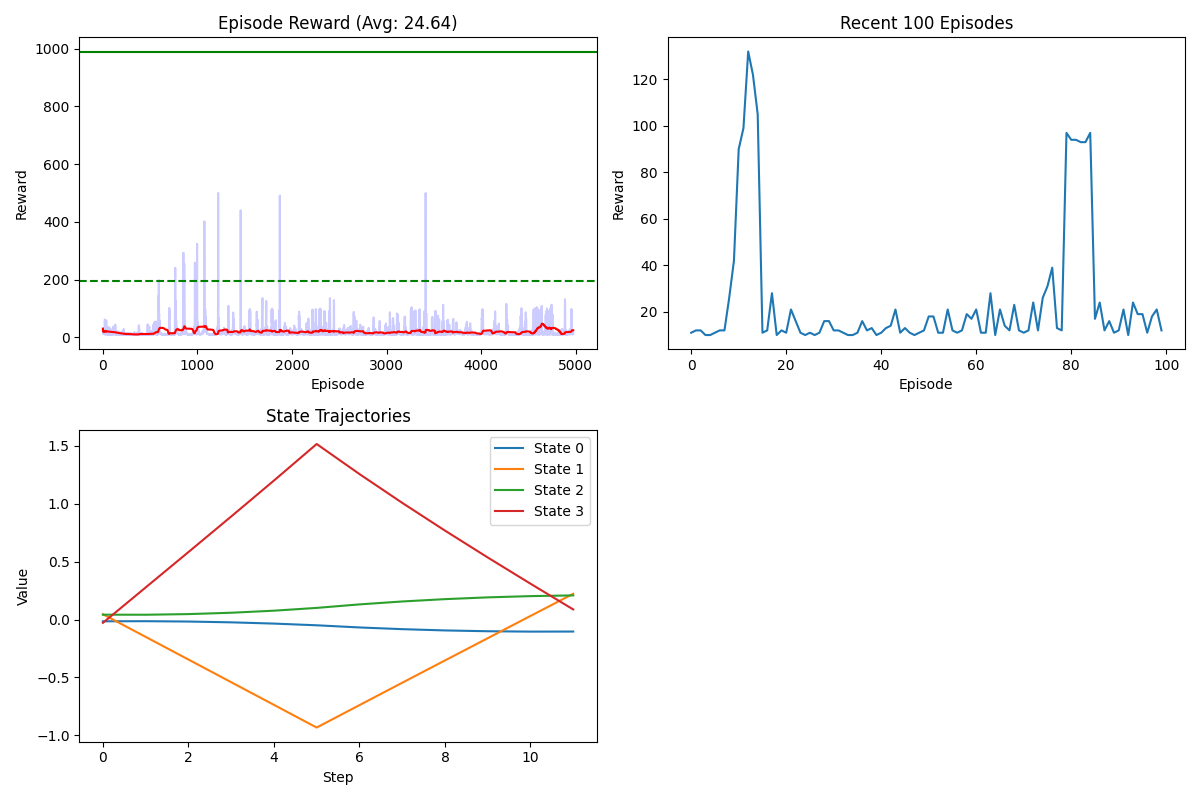 Episode Reward (Avg: 24.64)
Reward
1000
800
600
400
200
0
0 1000 2000 3000 4000 5000
Episode
Recent 100 Episodes
Reward
120
100
80
60
40
20
0 20 40 60 80 100
Episode
State Trajectories
Value
1.5
1.0
0.5
0.0
−0.5
−1.0
State 0
State 1
State 2
State 3
0 2 4 6 8 10
Step